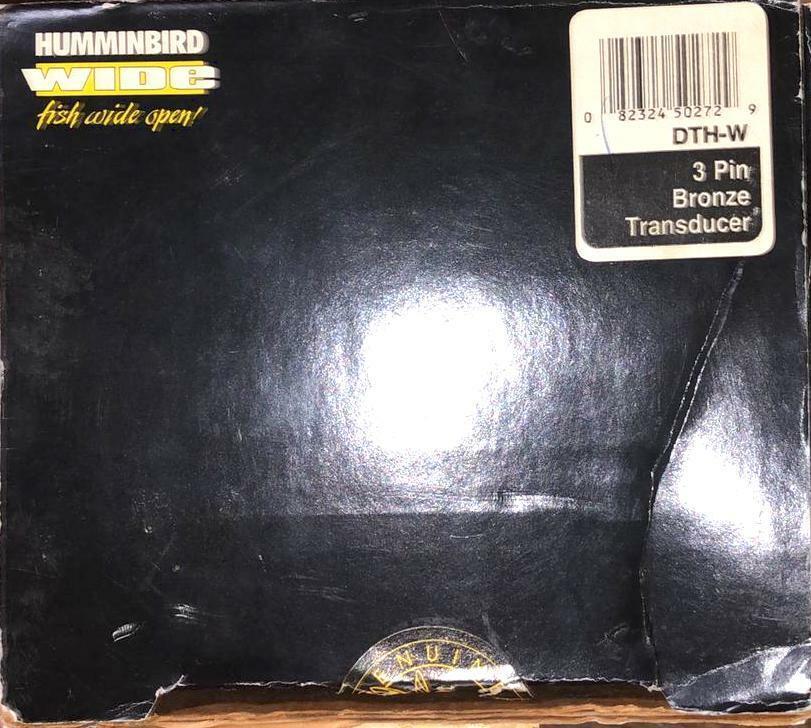 HUMMINBIRD
WIDE
fish wide open!
0 82324 50272 9
DTH-W
3 Pin
Bronze
Transducer